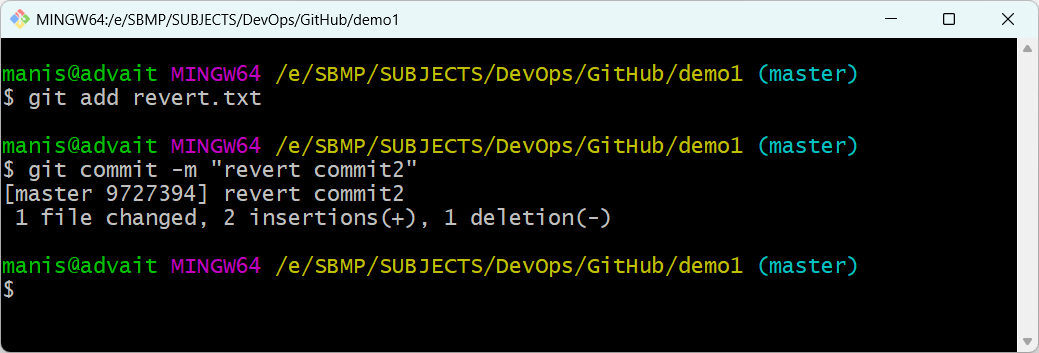 MINGW64:/e/SBMP/SUBJECTS/DevOps/GitHub/demo1
manis@advait MINGW64 /e/SBMP/SUBJECTS/DevOps/GitHub/demo1 (master)
$ git add revert.txt
manis@advait MINGW64 /e/SBMP/SUBJECTS/DevOps/GitHub/demo1 (master)
$ git commit -m "revert commit2"
[master 9727394] revert commit2
 1 file changed, 2 insertions(+), 1 deletion(-)
manis@advait MINGW64 /e/SBMP/SUBJECTS/DevOps/GitHub/demo1 (master)
$